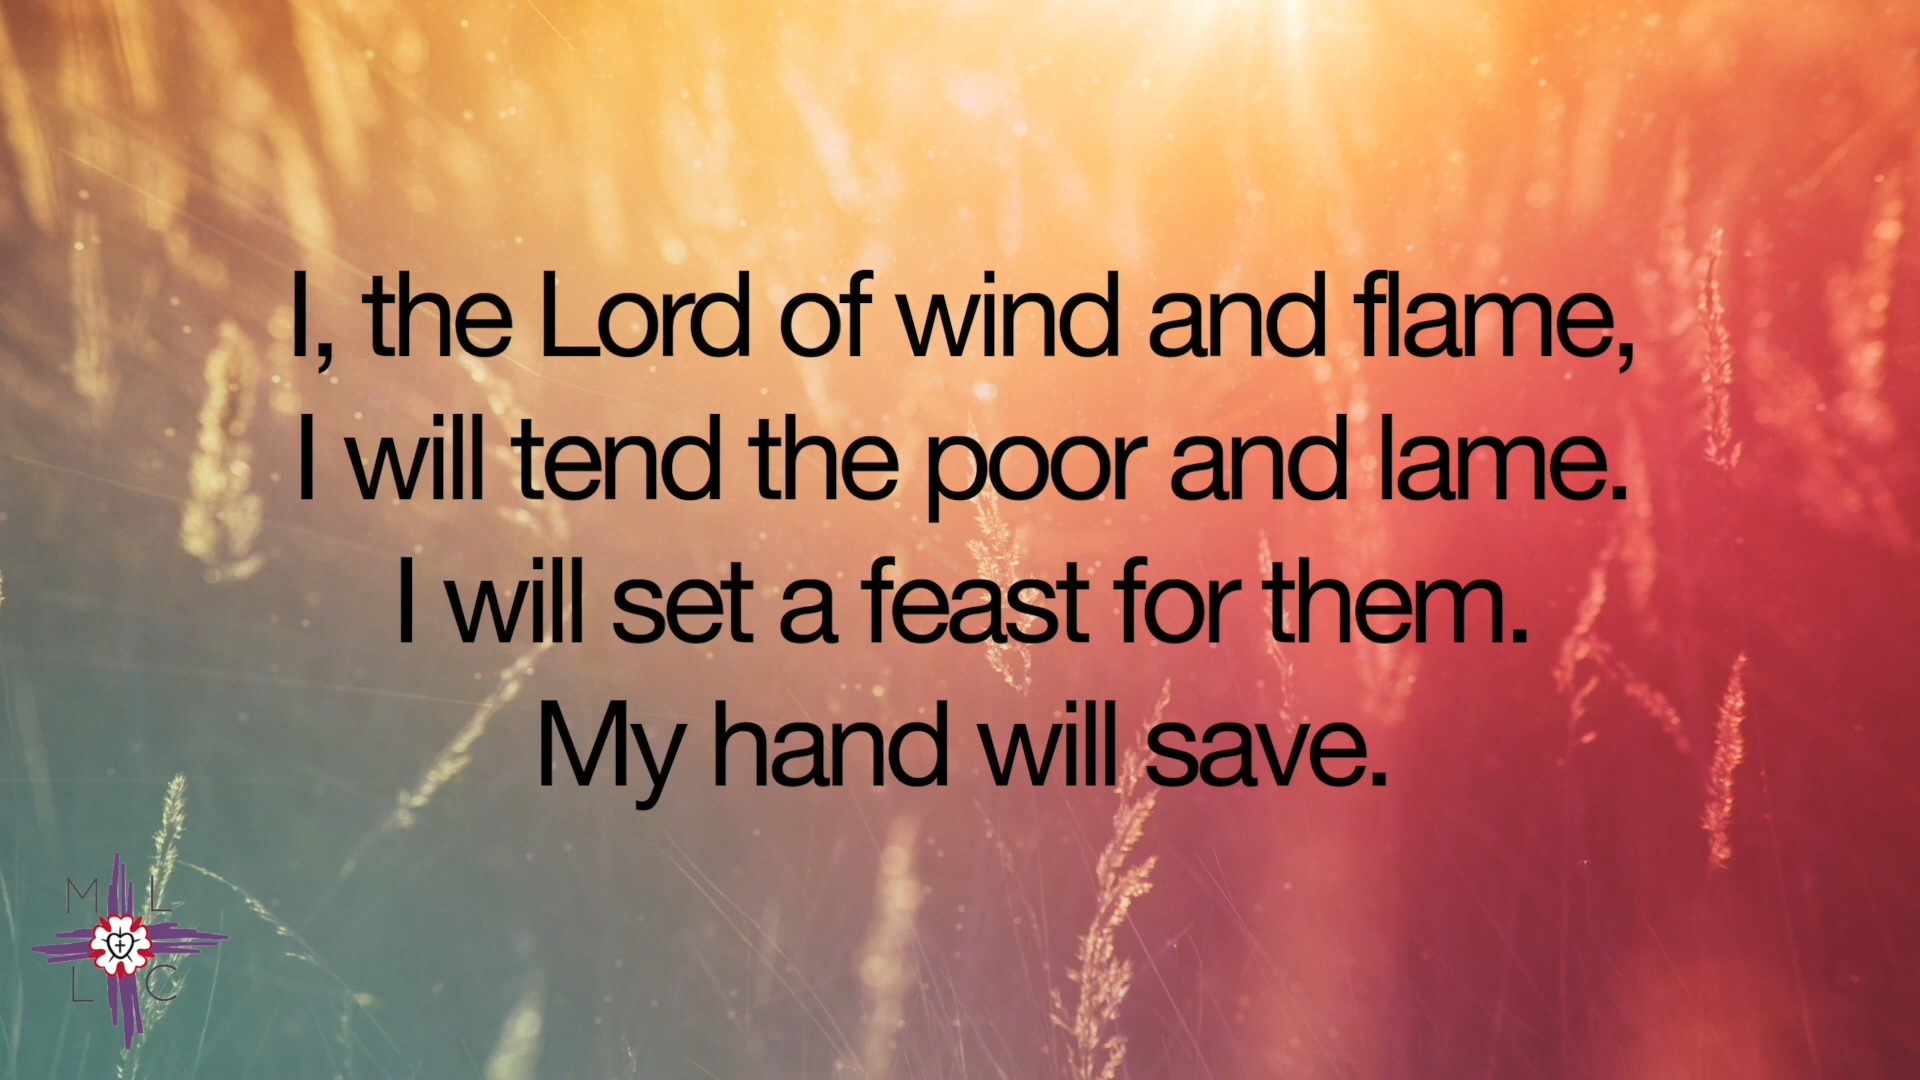 I, the Lord of wind and flame,
I will tend the poor and lame.
I will set a feast for them.
My hand will save.
M L
L C